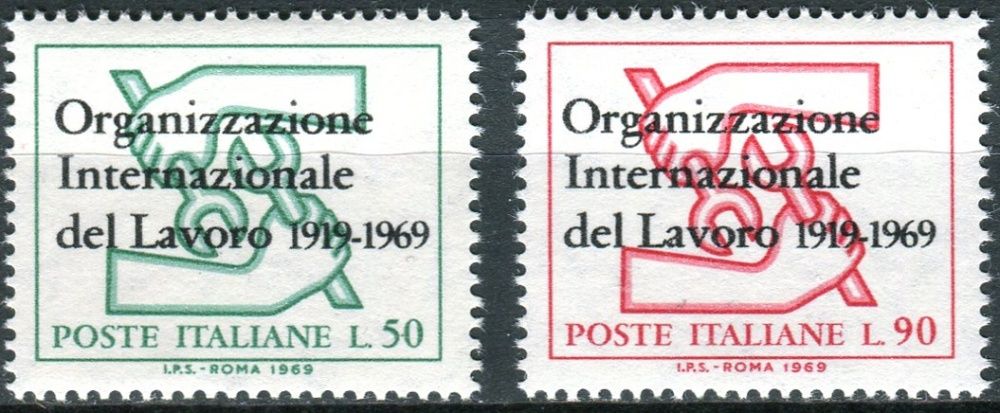 Organizzazione
Internazionale
del Lavoro 1919-1969
POSTE ITALIANE L. 50
I.P.S. - ROMA 1969
Organizzazione
Internazionale
del Lavoro 1919-1969
POSTE ITALIANE L. 90
I.P.S. - ROMA 1969